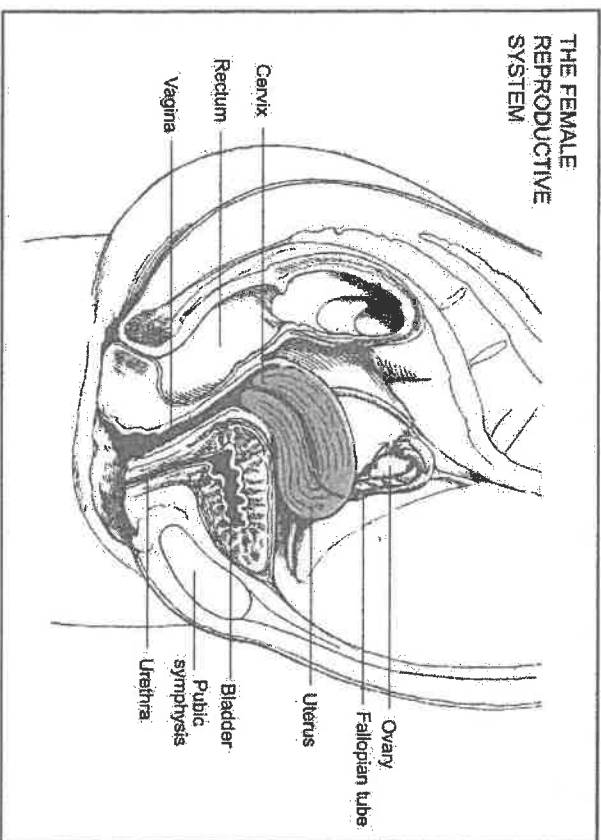 THE FEMALE
REPRODUCTIVE
SYSTEM
Cervix
Rectum
Vagina
Ovary
Fallopian tube
Uterus
Bladder
Pubic
symphysis
Urethra